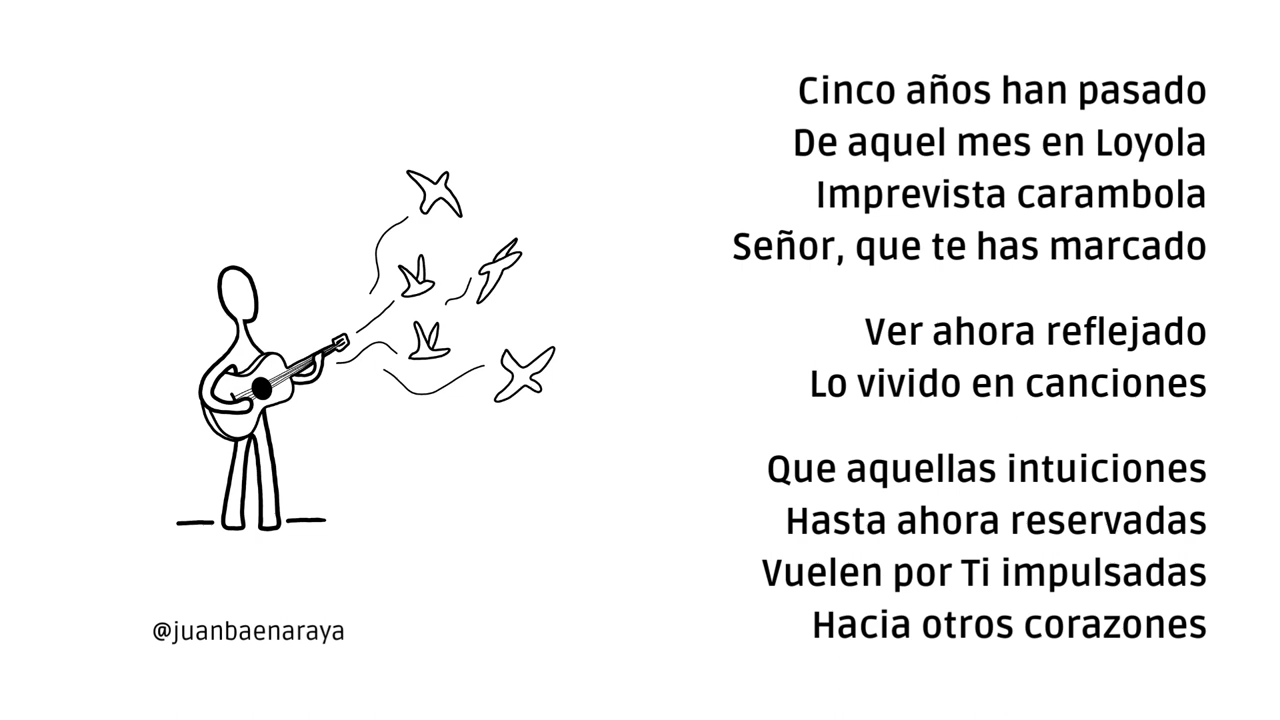 Cinco años han pasado
De aquel mes en Loyola
Imprevista carambola
Señor, que te has marcado
Ver ahora reflejado
Lo vivido en canciones
Que aquellas intuiciones
Hasta ahora reservadas
Vuelen por Ti impulsadas
Hacia otros corazones
@juanbaenaraya